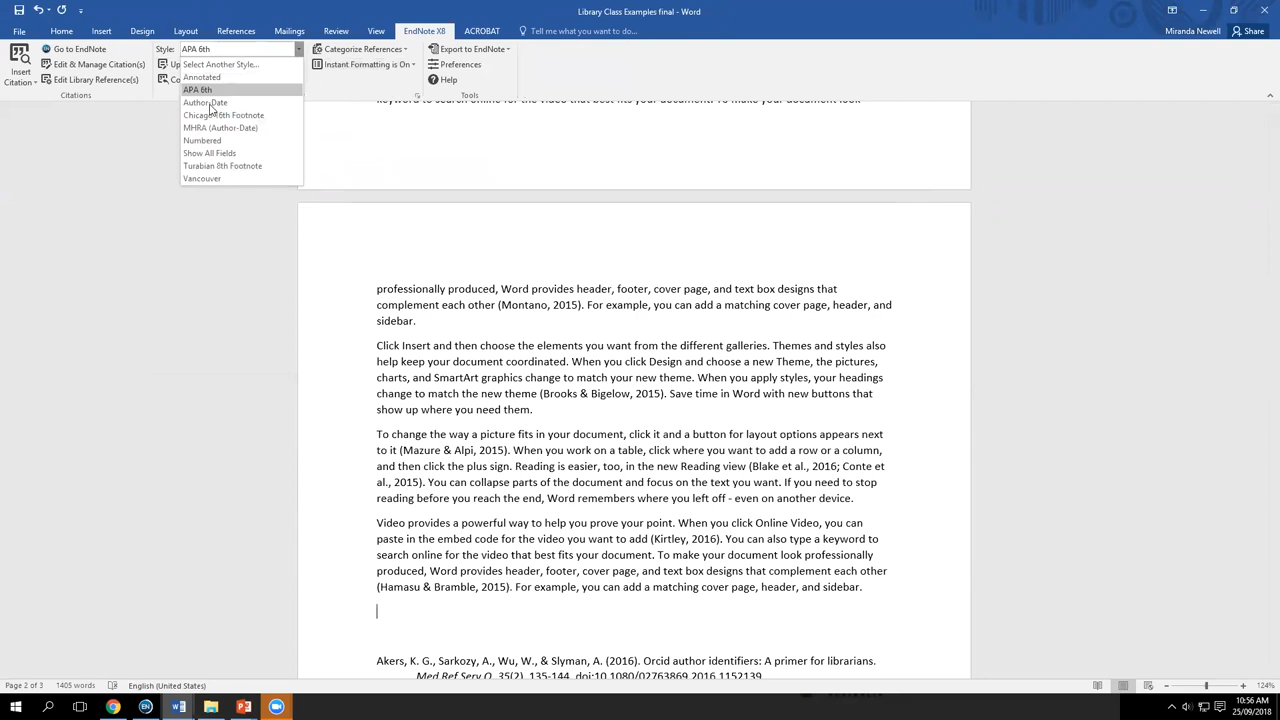 Library Class Examples final - Word
File Home Insert Draw Design Layout References Mailings Review View EndNote X8 ACROBAT Tell me what you want to do... Miranda Newell Share
Insert Citation
Go to EndNote
Edit & Manage Citation(s)
Edit Library Reference(s)
Citations
Style: APA 6th
Up
Co
Select Another Style...
Annotated
APA 6th
Author-Date
Chicago 16th Footnote
MHRA (Author-Date)
Numbered
Show All Fields
Turabian 8th Footnote
Vancouver
Categorize References
Instant Formatting is On
Export to EndNote
Preferences
Help
Tools
keyword to search online for the video that best fits your document. To make your document look
professionally produced, Word provides header, footer, cover page, and text box designs that
complement each other (Montano, 2015). For example, you can add a matching cover page, header, and
sidebar.
Click Insert and then choose the elements you want from the different galleries. Themes and styles also
help keep your document coordinated. When you click Design and choose a new Theme, the pictures,
charts, and SmartArt graphics change to match your new theme. When you apply styles, your headings
change to match the new theme (Brooks & Bigelow, 2015). Save time in Word with new buttons that
show up where you need them.
To change the way a picture fits in your document, click it and a button for layout options appears next
to it (Mazure & Alpi, 2015). When you work on a table, click where you want to add a row or a column,
and then click the plus sign. Reading is easier, too, in the new Reading view (Blake et al., 2016; Conte et
al., 2015). You can collapse parts of the document and focus on the text you want. If you need to stop
reading before you reach the end, Word remembers where you left off - even on another device.
Video provides a powerful way to help you prove your point. When you click Online Video, you can
paste in the embed code for the video you want to add (Kirtley, 2016). You can also type a keyword to
search online for the video that best fits your document. To make your document look professionally
produced, Word provides header, footer, cover page, and text box designs that complement each other
(Hamasu & Bramble, 2015). For example, you can add a matching cover page, header, and sidebar.
Akers, K. G., Sarkozy, A., Wu, W., & Slyman, A. (2016). Orcid author identifiers: A primer for librarians.
Med Ref Serv Q, 35(2), 135-144. doi:10.1080/02763869.2016.1152139
Page 2 of 3 1405 words English (United States) 124%
10:56 AM
25/09/2018